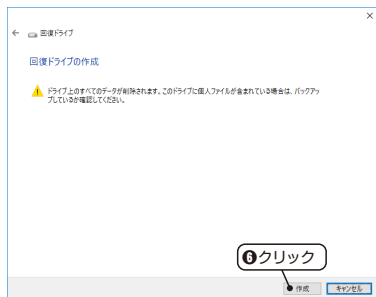 回復ドライブ
回復ドライブの作成
ドライブ上のすべてのデータが削除されます。このドライブに個人ファイルが含まれている場合は、バックアッ
プしているか確認してください。
❻クリック
作成 キャンセル